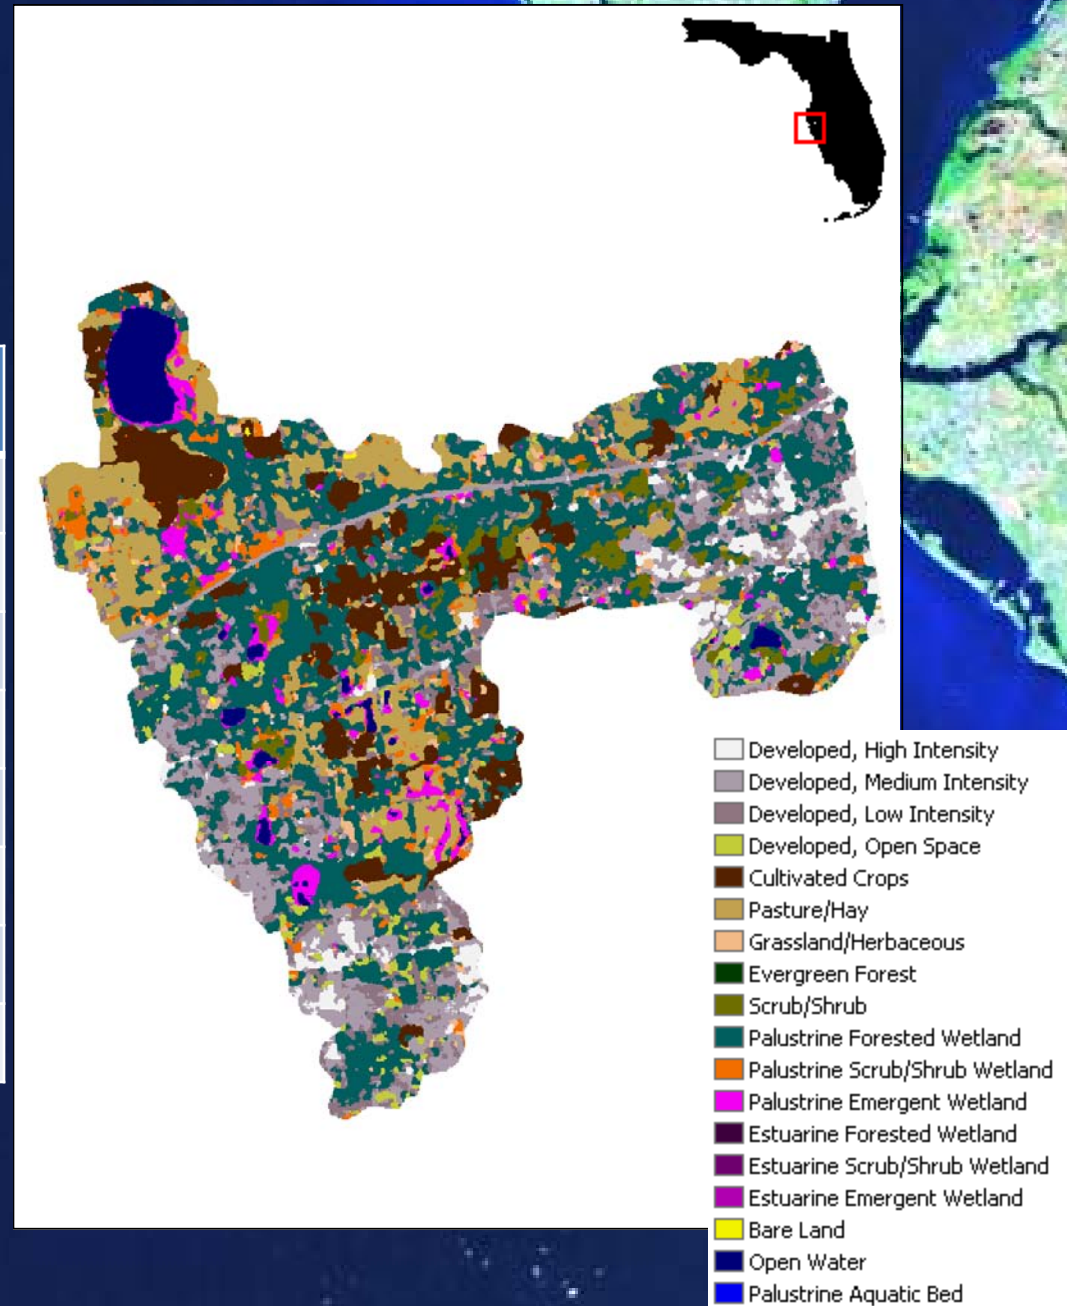 Developed, High Intensity
Developed, Medium Intensity
Developed, Low Intensity
Developed, Open Space
Cultivated Crops
Pasture/Hay
Grassland/Herbaceous
Evergreen Forest
Scrub/Shrub
Palustrine Forested Wetland
Palustrine Scrub/Shrub Wetland
Palustrine Emergent Wetland
Estuarine Forested Wetland
Estuarine Scrub/Shrub Wetland
Estuarine Emergent Wetland
Bare Land
Open Water
Palustrine Aquatic Bed